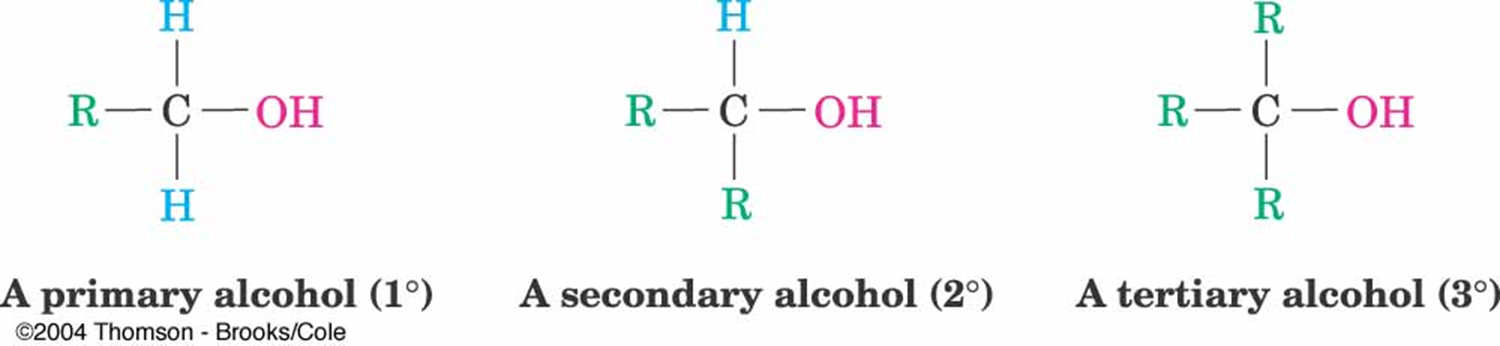 H H R
R—C—OH R—C—OH R—C—OH
H R R
A primary alcohol (1°) A secondary alcohol (2°) A tertiary alcohol (3°)
©2004 Thomson - Brooks/Cole